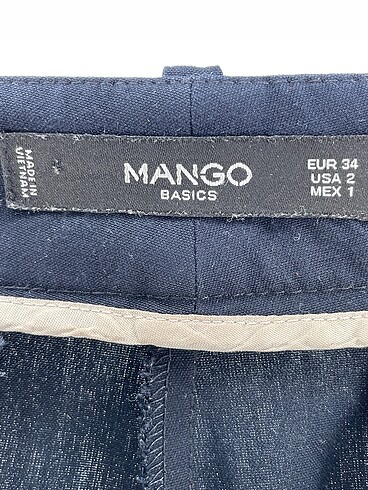 MADE IN
VIETNAM
MANGO
BASICS
EUR 34
USA 2
MEX 1